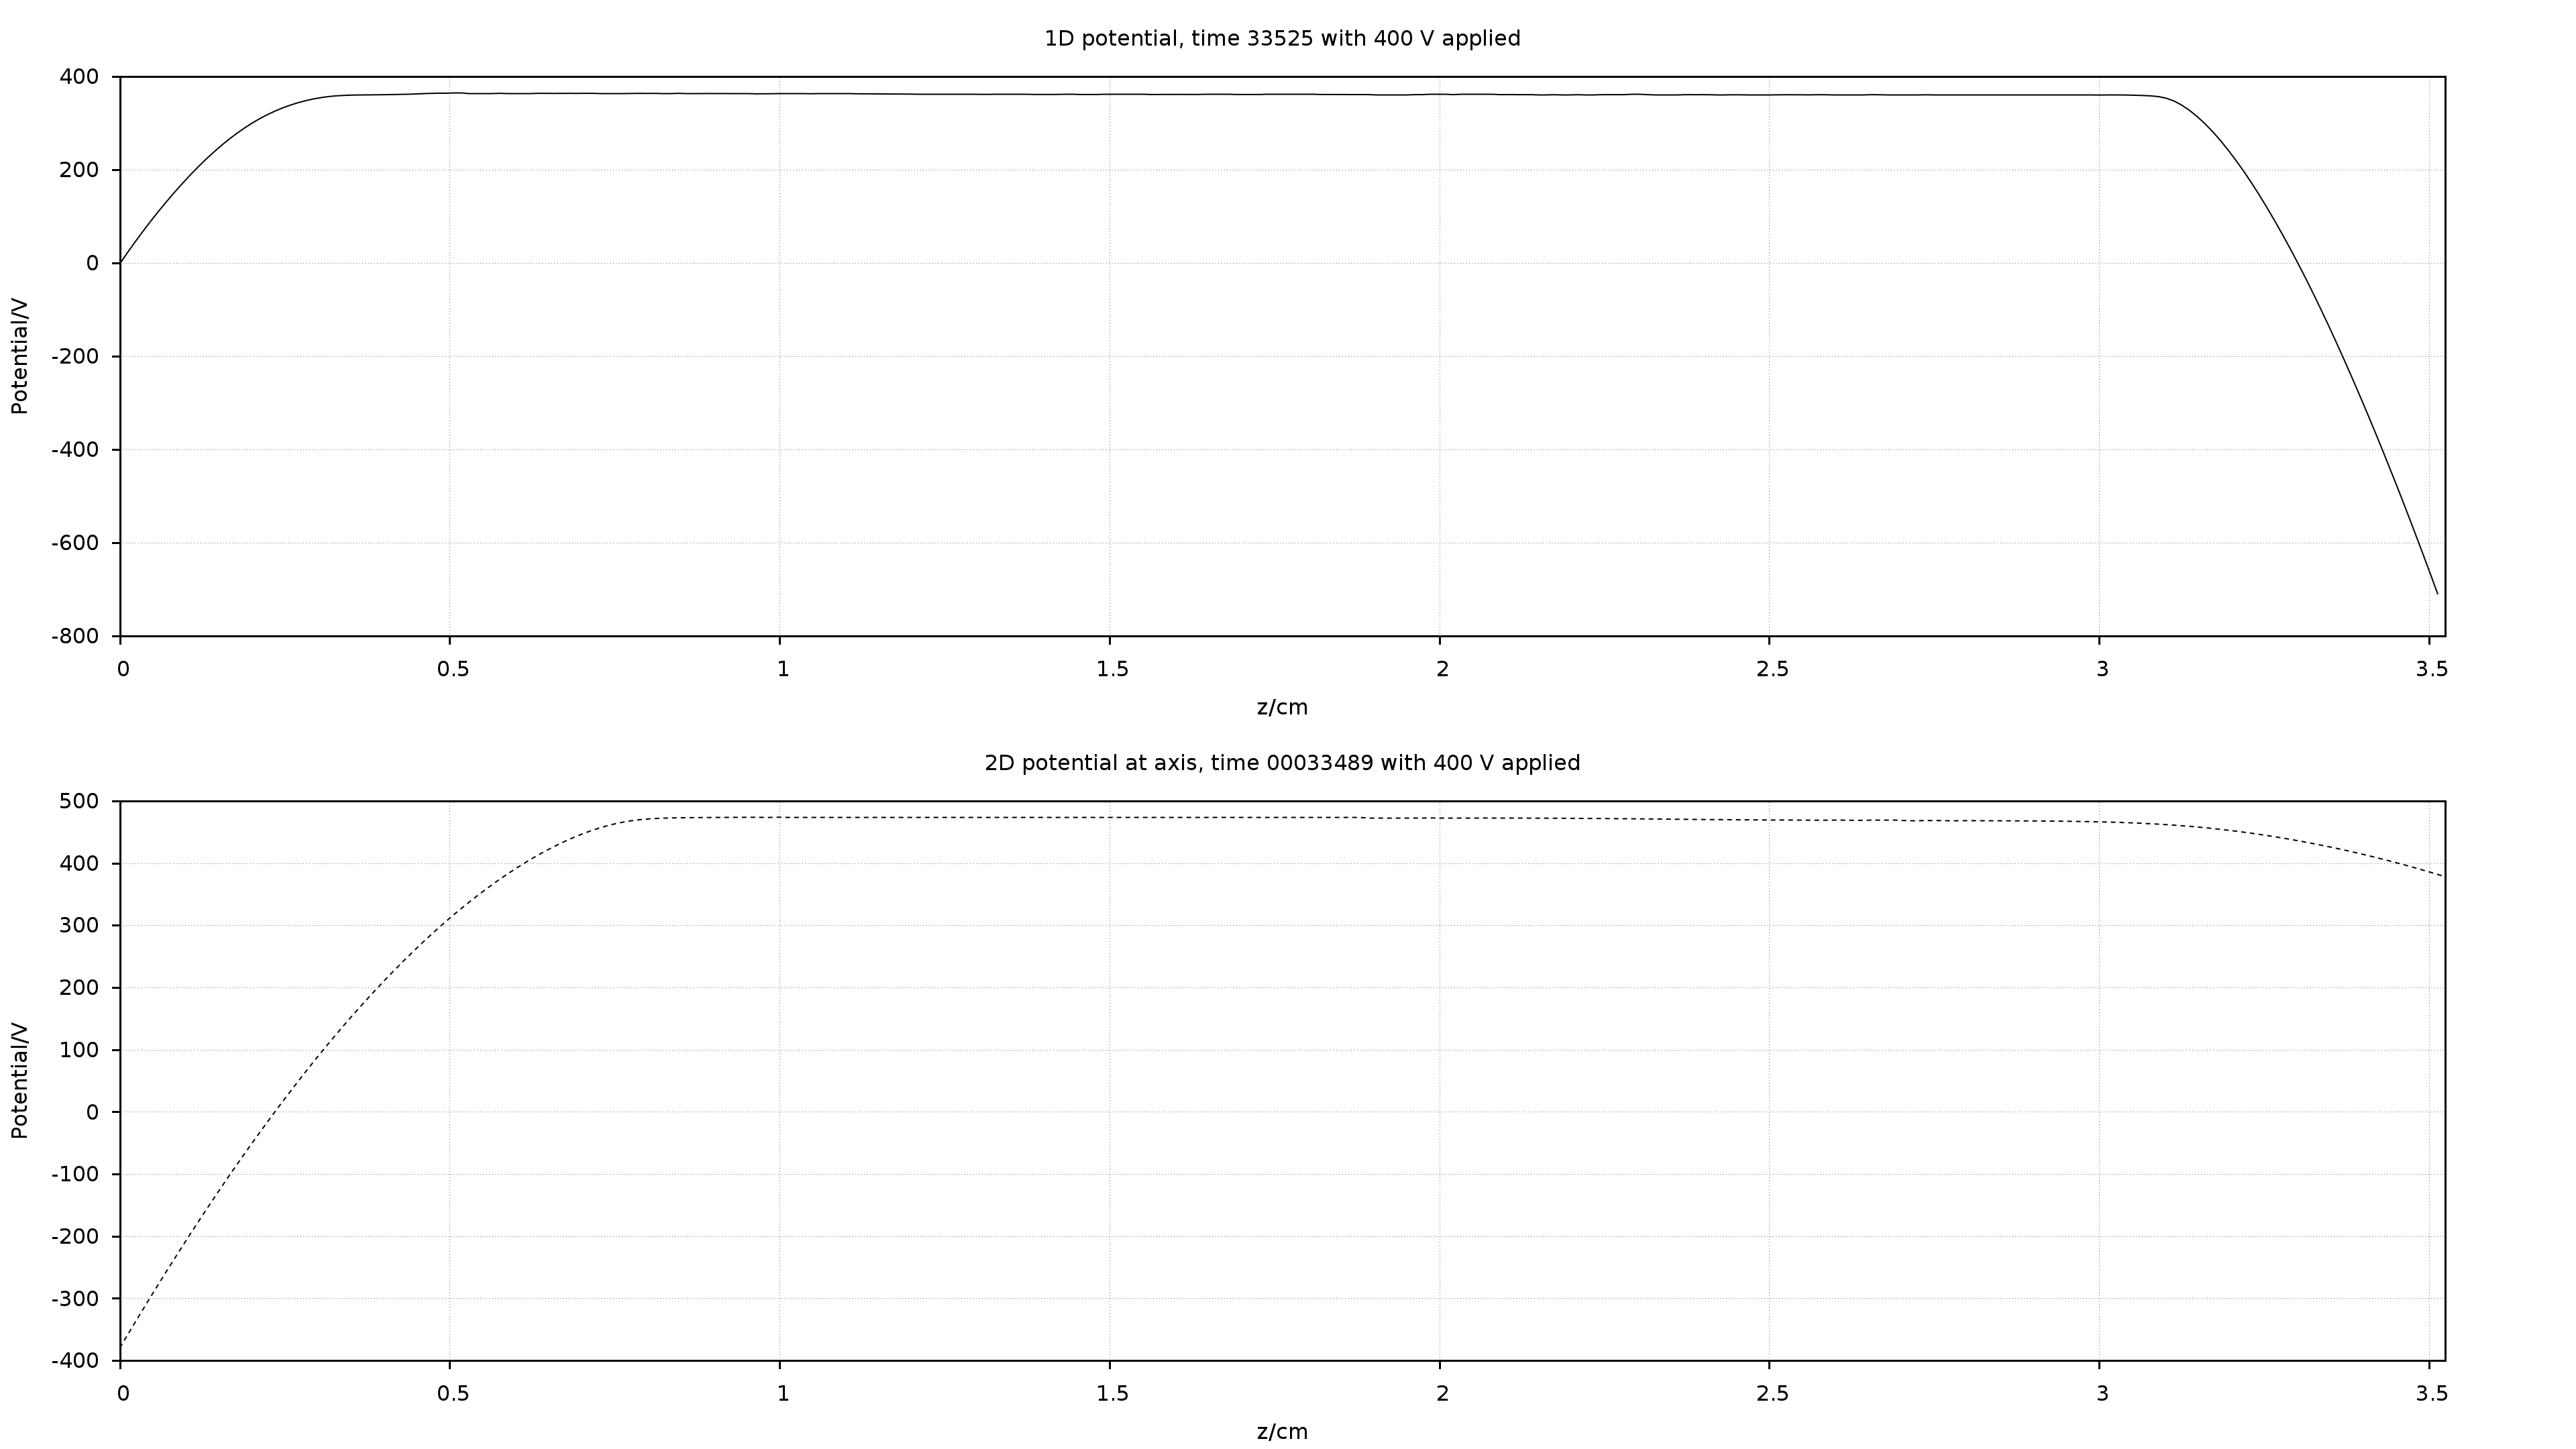 1D potential, time 33525 with 400 V applied
400
200
0
-200
-400
-600
-800
Potential/V
0 0.5 1 1.5 2 2.5 3 3.5
z/cm
2D potential at axis, time 00033489 with 400 V applied
500
400
300
200
100
0
-100
-200
-300
-400
Potential/V
0 0.5 1 1.5 2 2.5 3 3.5
z/cm